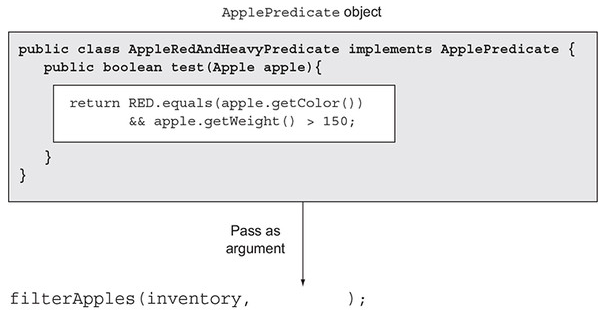 ApplePredicate object
public class AppleRedAndHeavyPredicate implements ApplePredicate {
public boolean test(Apple apple){
return RED.equals(apple.getColor())
&& apple.getWeight() > 150;
}
}
Pass as
argument
filterApples(inventory, );